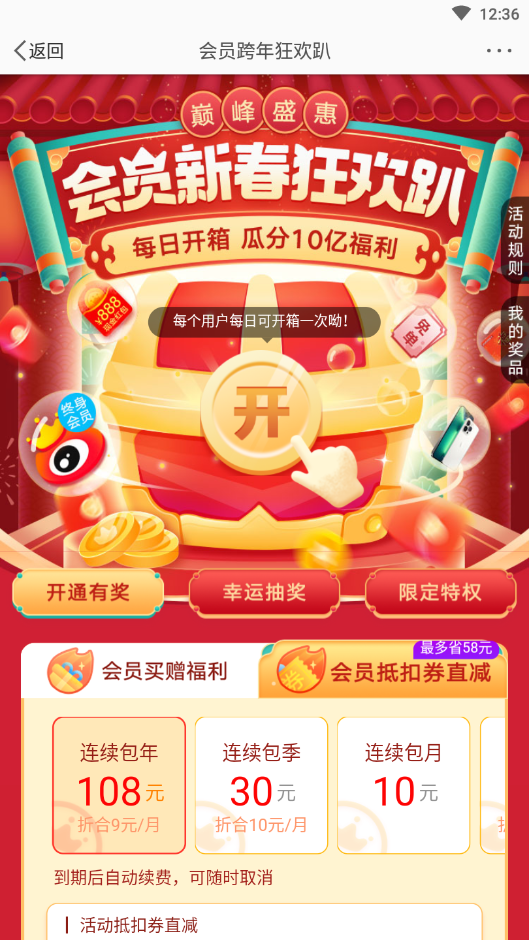 12:36
返回
会员跨年狂欢趴
巅峰盛惠
会员新春狂欢趴
每日开箱 瓜分10亿福利
活动规则
我的奖品
¥888
现金红包
每个用户每日可开箱一次呦！
免单
终身
会员
开
开通有奖
幸运抽奖
限定特权
最多省58元
会员买赠福利
会员抵扣券直减
连续包年
108元
折合9元/月
连续包季
30元
折合10元/月
连续包月
10元
到期后自动续费，可随时取消
活动抵扣券直减